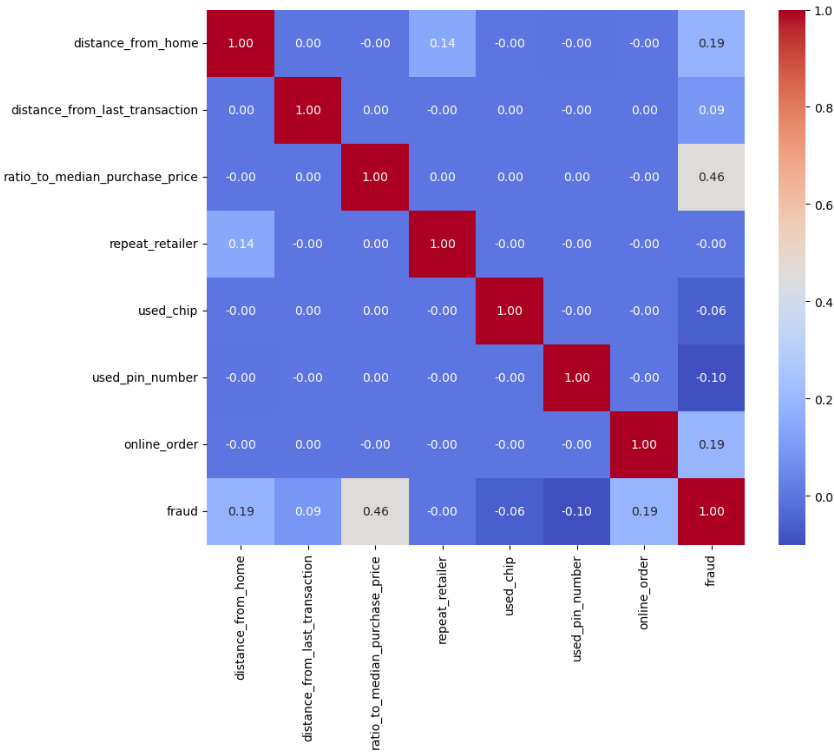 distance_from_home 1.00 0.00 -0.00 0.14 -0.00 -0.00 -0.00 0.19
distance_from_last_transaction 0.00 1.00 0.00 -0.00 0.00 -0.00 0.00 0.09
ratio_to_median_purchase_price -0.00 0.00 1.00 0.00 0.00 0.00 -0.00 0.46
repeat_retailer 0.14 -0.00 0.00 1.00 -0.00 -0.00 -0.00 -0.00
used_chip -0.00 0.00 0.00 -0.00 1.00 -0.00 -0.00 -0.06
used_pin_number -0.00 -0.00 0.00 -0.00 -0.00 1.00 -0.00 -0.10
online_order -0.00 0.00 -0.00 -0.00 -0.00 -0.00 1.00 0.19
fraud 0.19 0.09 0.46 -0.00 -0.06 -0.10 0.19 1.00
distance_from_home
distance_from_last_transaction
ratio_to_median_purchase_price
repeat_retailer
used_chip
used_pin_number
online_order
fraud
1.0
0.8
0.6
0.4
0.2
0.0